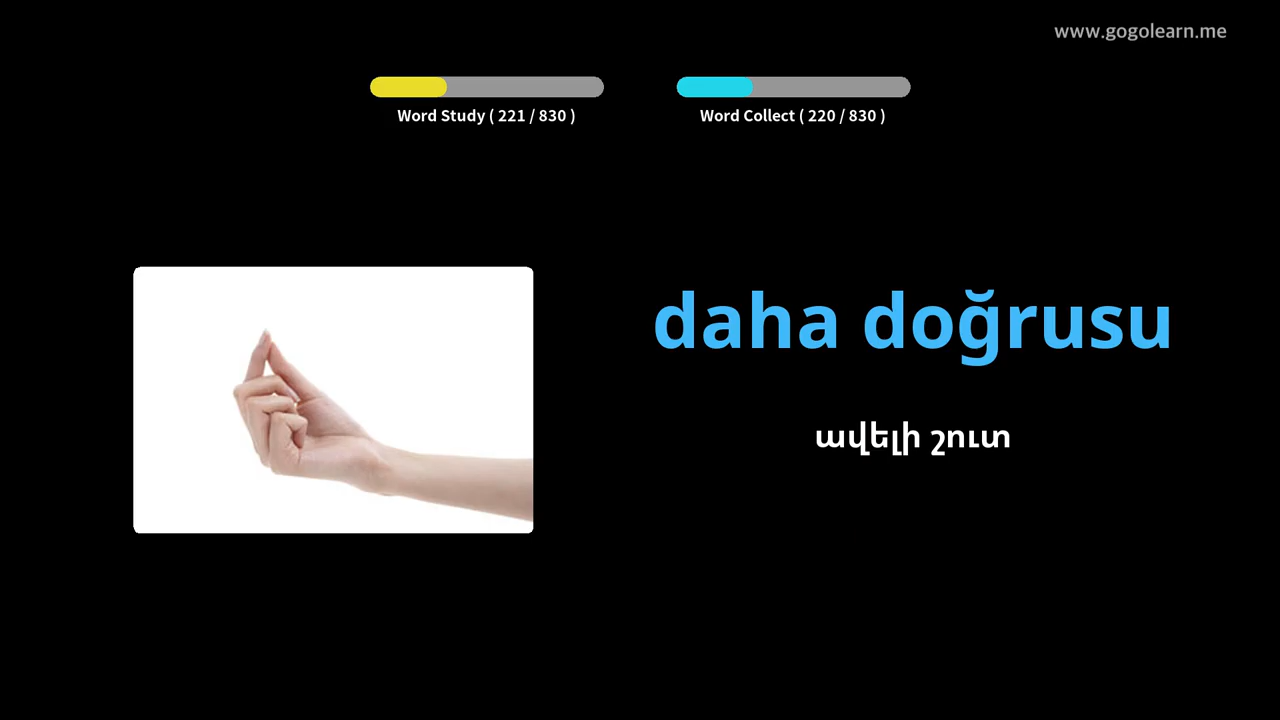 www.gogolearn.me
Word Study ( 221 / 830 )
Word Collect ( 220 / 830 )
daha doğrusu
ավելի շուտ